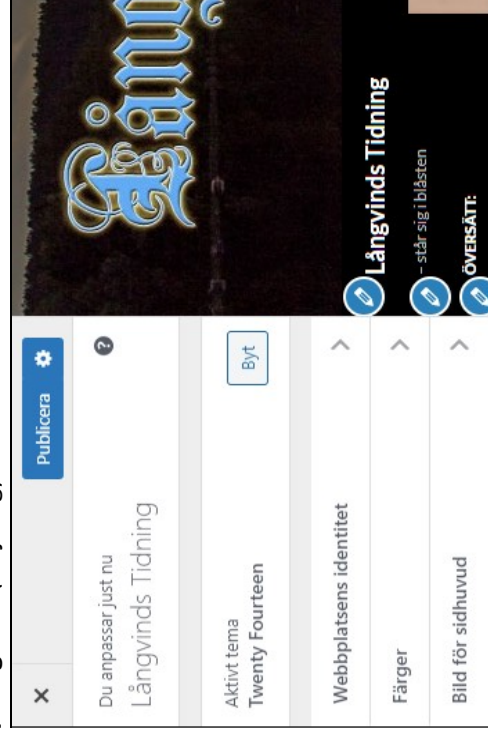 Publicera
Du anpassar just nu
Långvinds Tidning
Aktivt tema
Twenty Fourteen
Byt
Webbplatsens identitet
Färger
Bild för sidhuvud
Långvinds Tidning
– står sig i blåsten
ÖVERSÄTT: